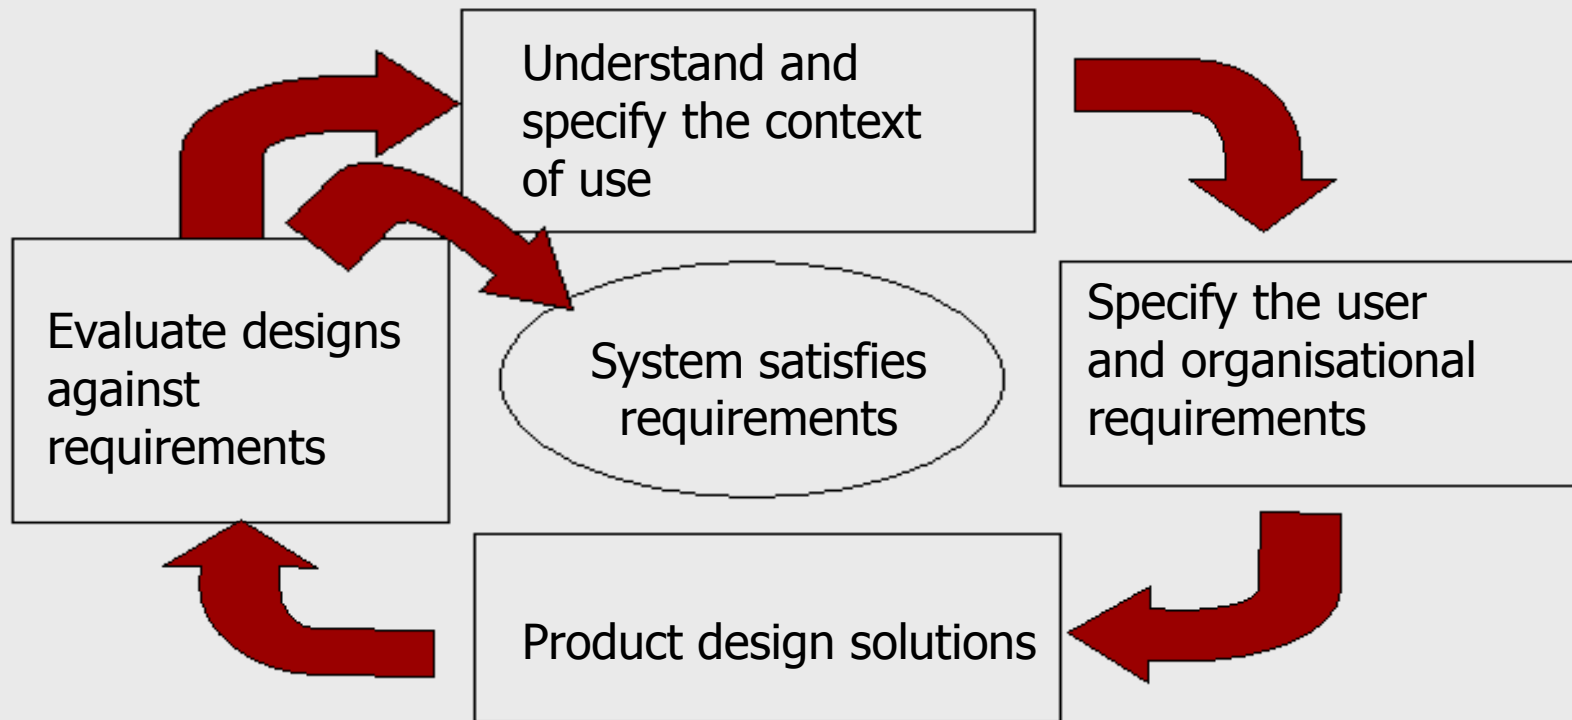 Understand and
specify the context
of use
Specify the user
and organisational
requirements
Product design solutions
Evaluate designs
against
requirements
System satisfies
requirements